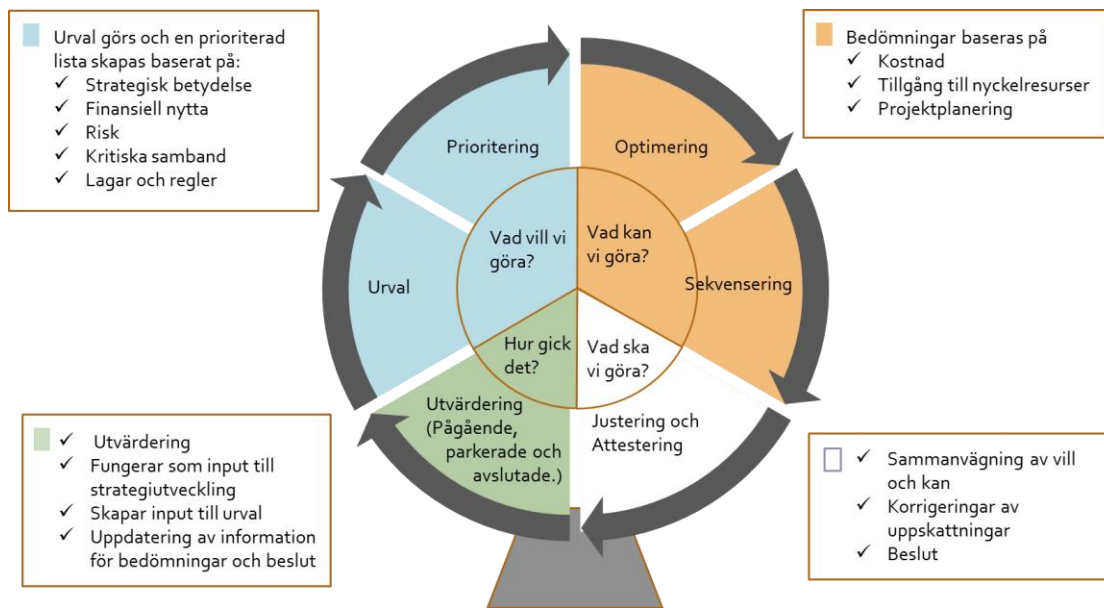 Urval görs och en prioriterad
lista skapas baserat på:
✓ Strategisk betydelse
✓ Finansiell nytta
✓ Risk
✓ Kritiska samband
✓ Lagar och regler
Bedömningar baseras på
✓ Kostnad
✓ Tillgång till nyckelresurser
✓ Projektplanering
Prioritering
Optimering
Vad vill vi
göra?
Vad kan
vi göra?
Urval
Sekvensering
Hur gick
det?
Vad ska
vi göra?
Utvärdering
(Pågående,
parkerade och
avslutade.)
Justering och
Attestering
✓ Utvärdering
✓ Fungerar som input till
strategiutveckling
✓ Skapar input till urval
✓ Uppdatering av information
för bedömningar och beslut
✓ Sammanvägning av vill
och kan
✓ Korrigeringar av
uppskattningar
✓ Beslut